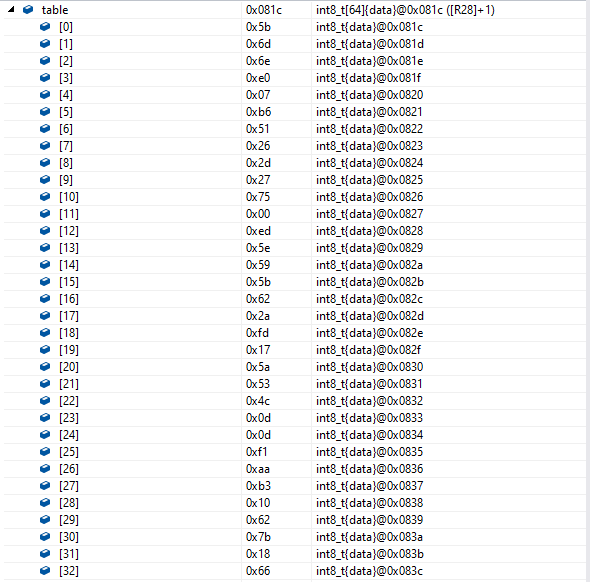 table 0x081c int8_t[64]{data}@0x081c ([R28]+1)
[0] 0x5b int8_t{data}@0x081c
[1] 0x6d int8_t{data}@0x081d
[2] 0x6e int8_t{data}@0x081e
[3] 0xe0 int8_t{data}@0x081f
[4] 0x07 int8_t{data}@0x0820
[5] 0xb6 int8_t{data}@0x0821
[6] 0x51 int8_t{data}@0x0822
[7] 0x26 int8_t{data}@0x0823
[8] 0x2d int8_t{data}@0x0824
[9] 0x27 int8_t{data}@0x0825
[10] 0x75 int8_t{data}@0x0826
[11] 0x00 int8_t{data}@0x0827
[12] 0xed int8_t{data}@0x0828
[13] 0x5e int8_t{data}@0x0829
[14] 0x59 int8_t{data}@0x082a
[15] 0x5b int8_t{data}@0x082b
[16] 0x62 int8_t{data}@0x082c
[17] 0x2a int8_t{data}@0x082d
[18] 0xfd int8_t{data}@0x082e
[19] 0x17 int8_t{data}@0x082f
[20] 0x5a int8_t{data}@0x0830
[21] 0x53 int8_t{data}@0x0831
[22] 0x4c int8_t{data}@0x0832
[23] 0x0d int8_t{data}@0x0833
[24] 0x0d int8_t{data}@0x0834
[25] 0xf1 int8_t{data}@0x0835
[26] 0xaa int8_t{data}@0x0836
[27] 0xb3 int8_t{data}@0x0837
[28] 0x10 int8_t{data}@0x0838
[29] 0x62 int8_t{data}@0x0839
[30] 0x7b int8_t{data}@0x083a
[31] 0x18 int8_t{data}@0x083b
[32] 0x66 int8_t{data}@0x083c